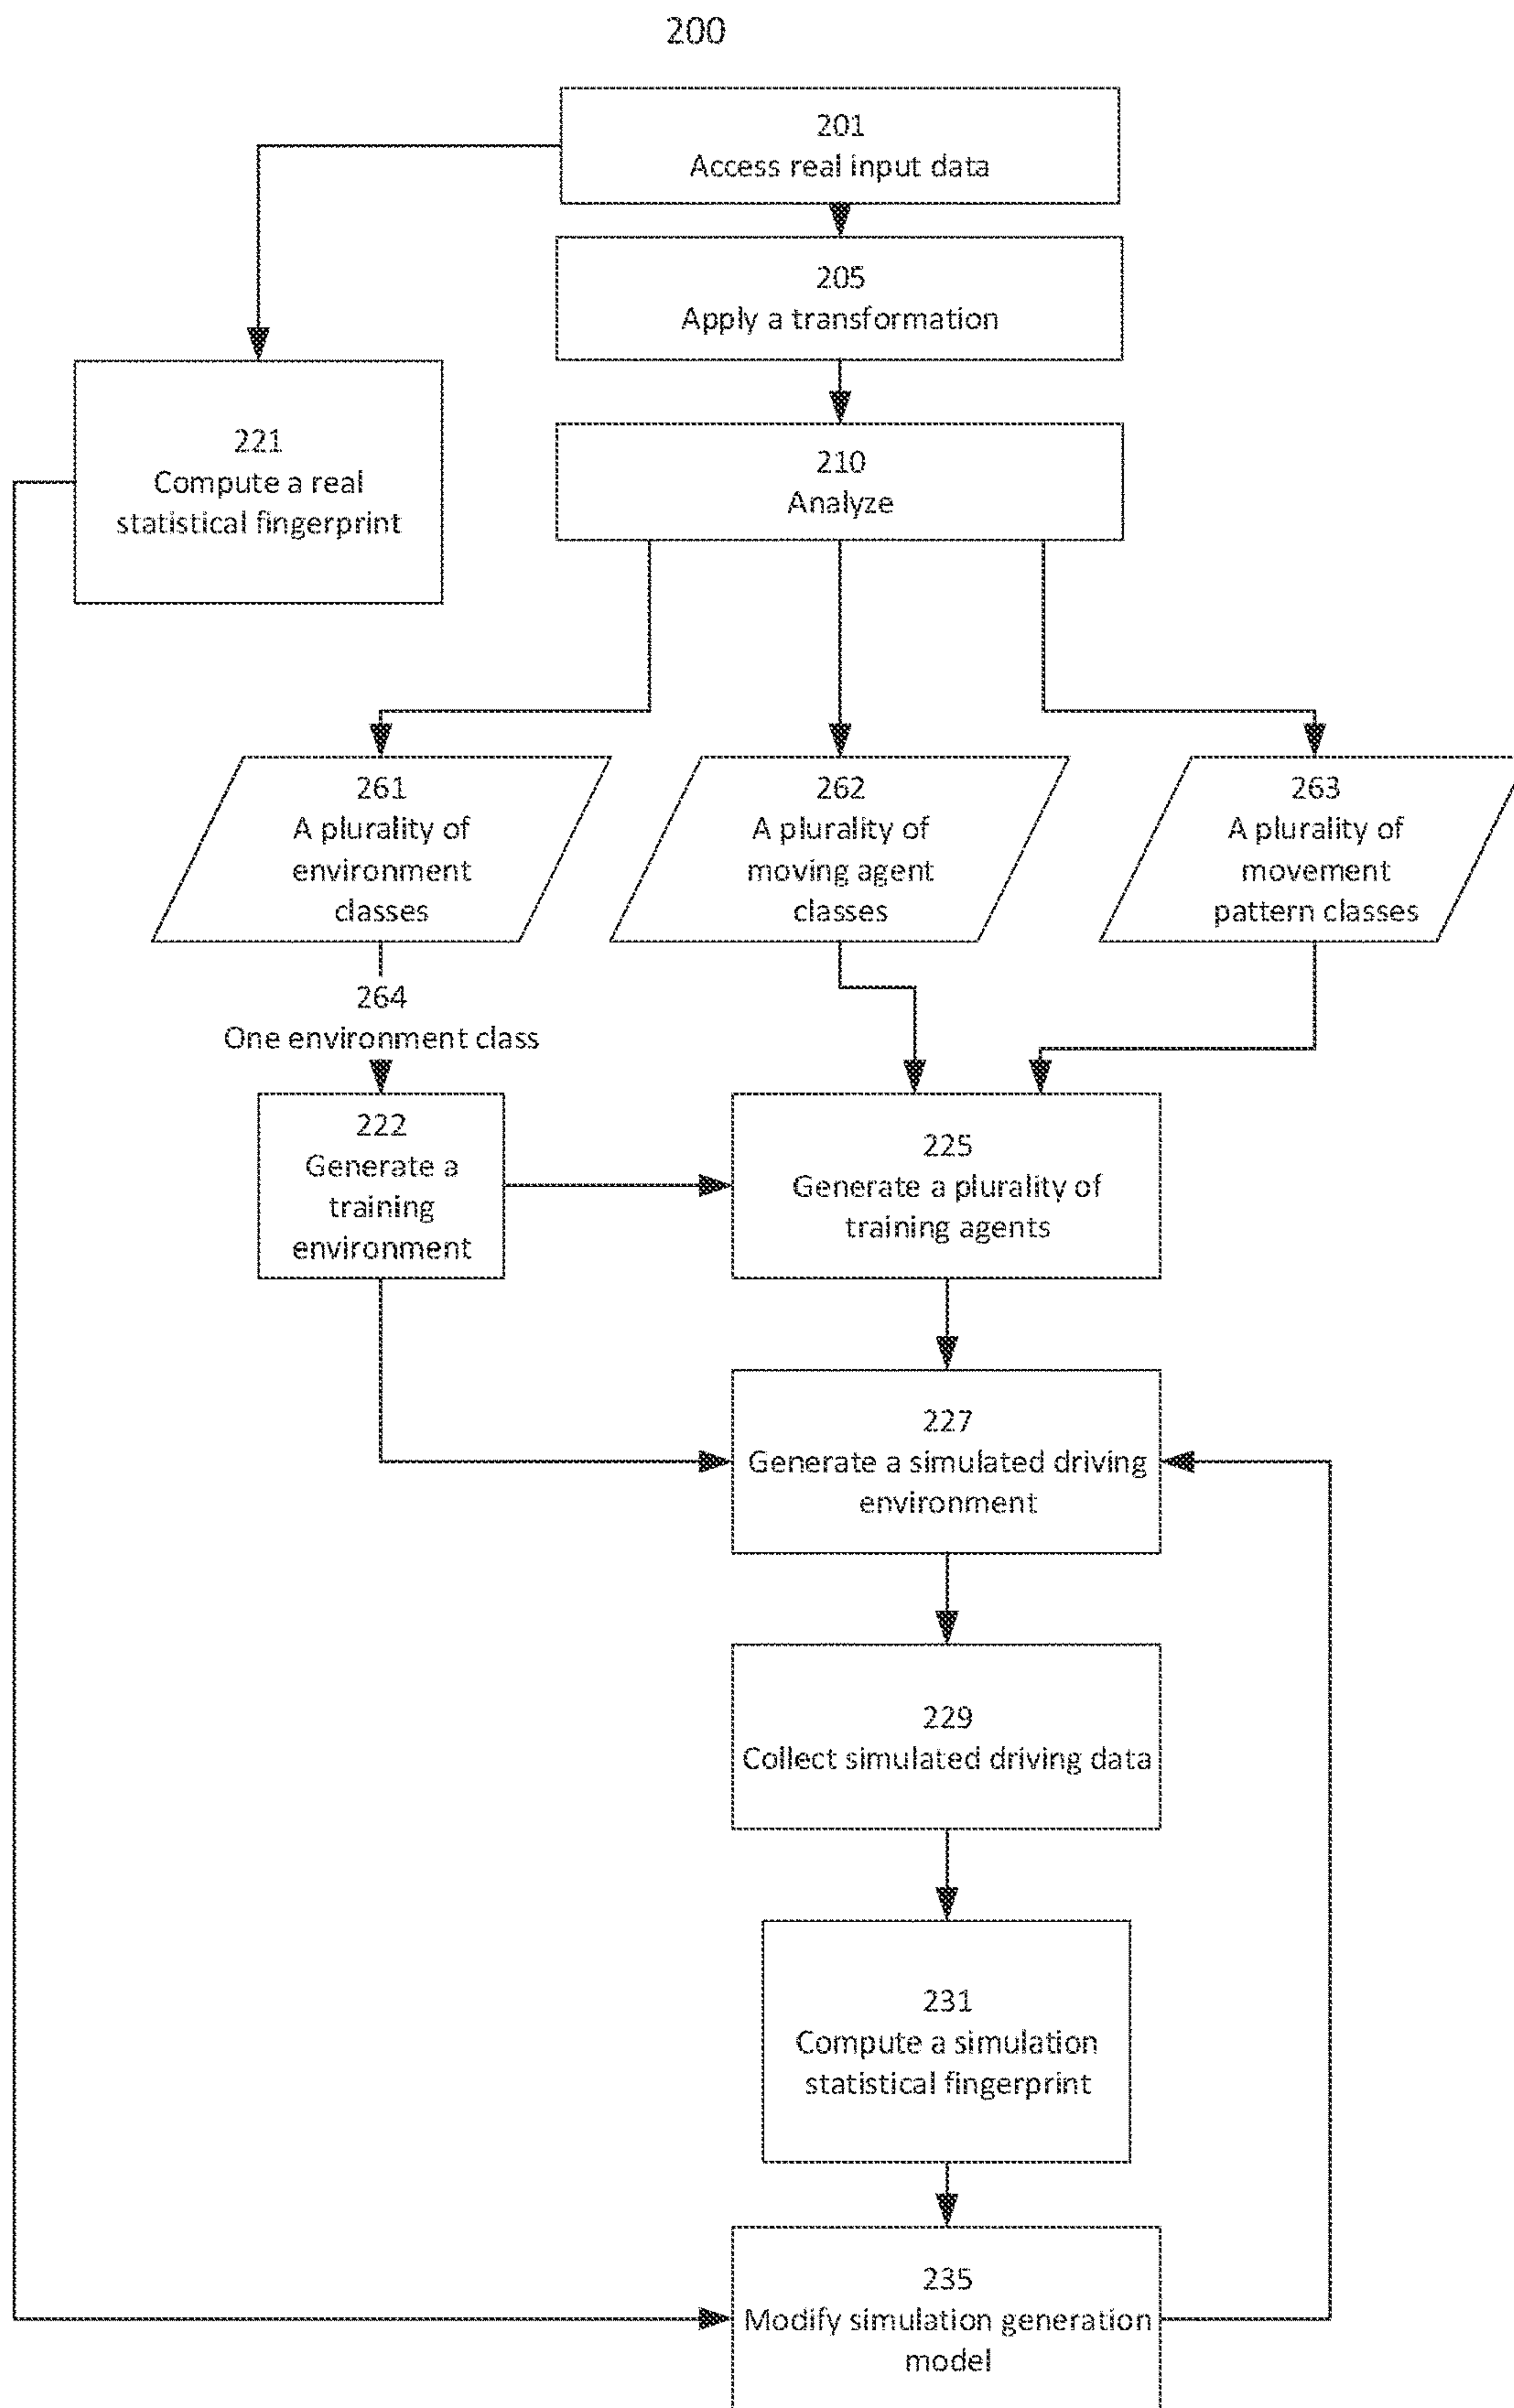 200
201
Access real input data
205
Apply a transformation
221
Compute a real
statistical fingerprint
210
Analyze
261
A plurality of
environment
classes
262
A plurality of
moving agent
classes
263
A plurality of
movement
pattern classes
264
One environment class
222
Generate a
training
environment
225
Generate a plurality of
training agents
227
Generate a simulated driving
environment
229
Collect simulated driving data
231
Compute a simulation
statistical fingerprint
235
Modify simulation generation
model